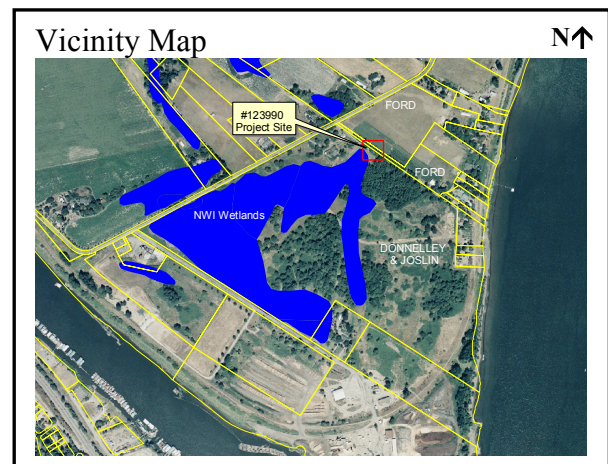 Vicinity Map
N↑
#123990
Project Site
FORD
FORD
NWI Wetlands
DONNELLEY
& JOSLIN